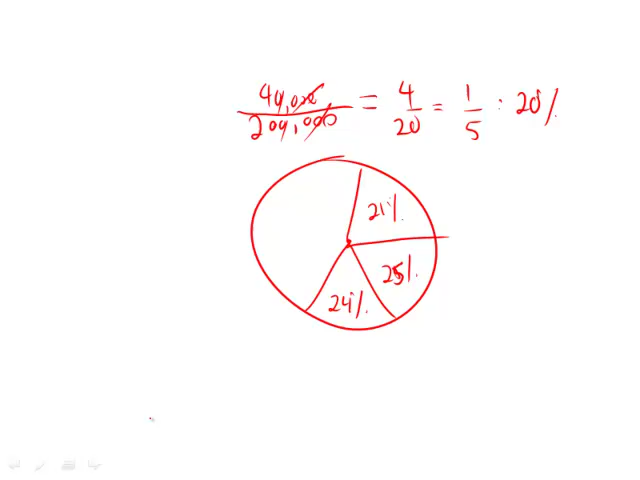 44,000 / 204,000 = 4/20 = 1/5 : 20%
21%
25%
24%